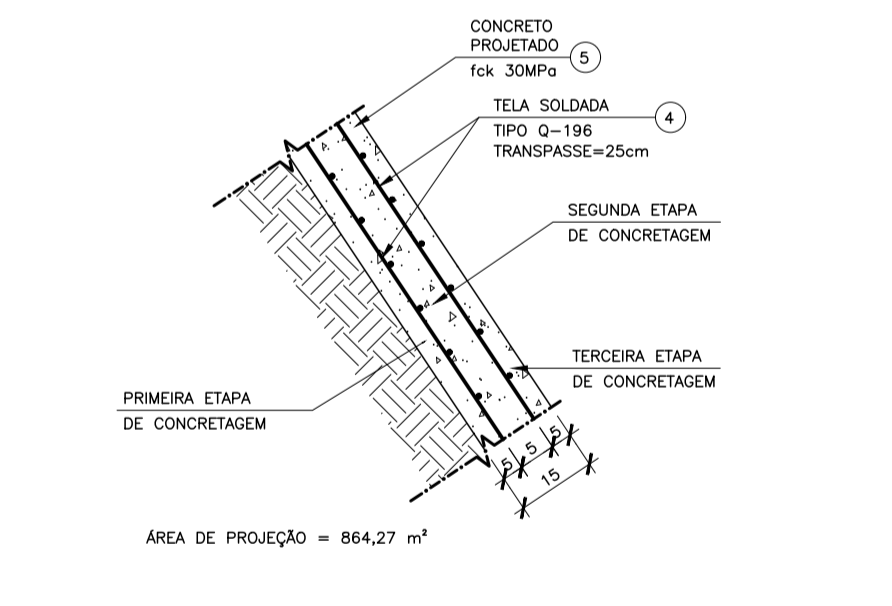 CONCRETO
PROJETADO
fck 30MPa
5
TELA SOLDADA
TIPO Q-196
TRANSPASSE=25cm
4
SEGUNDA ETAPA
DE CONCRETAGEM
TERCEIRA ETAPA
DE CONCRETAGEM
PRIMEIRA ETAPA
DE CONCRETAGEM
5
5
5
15
ÁREA DE PROJEÇÃO = 864,27 m²